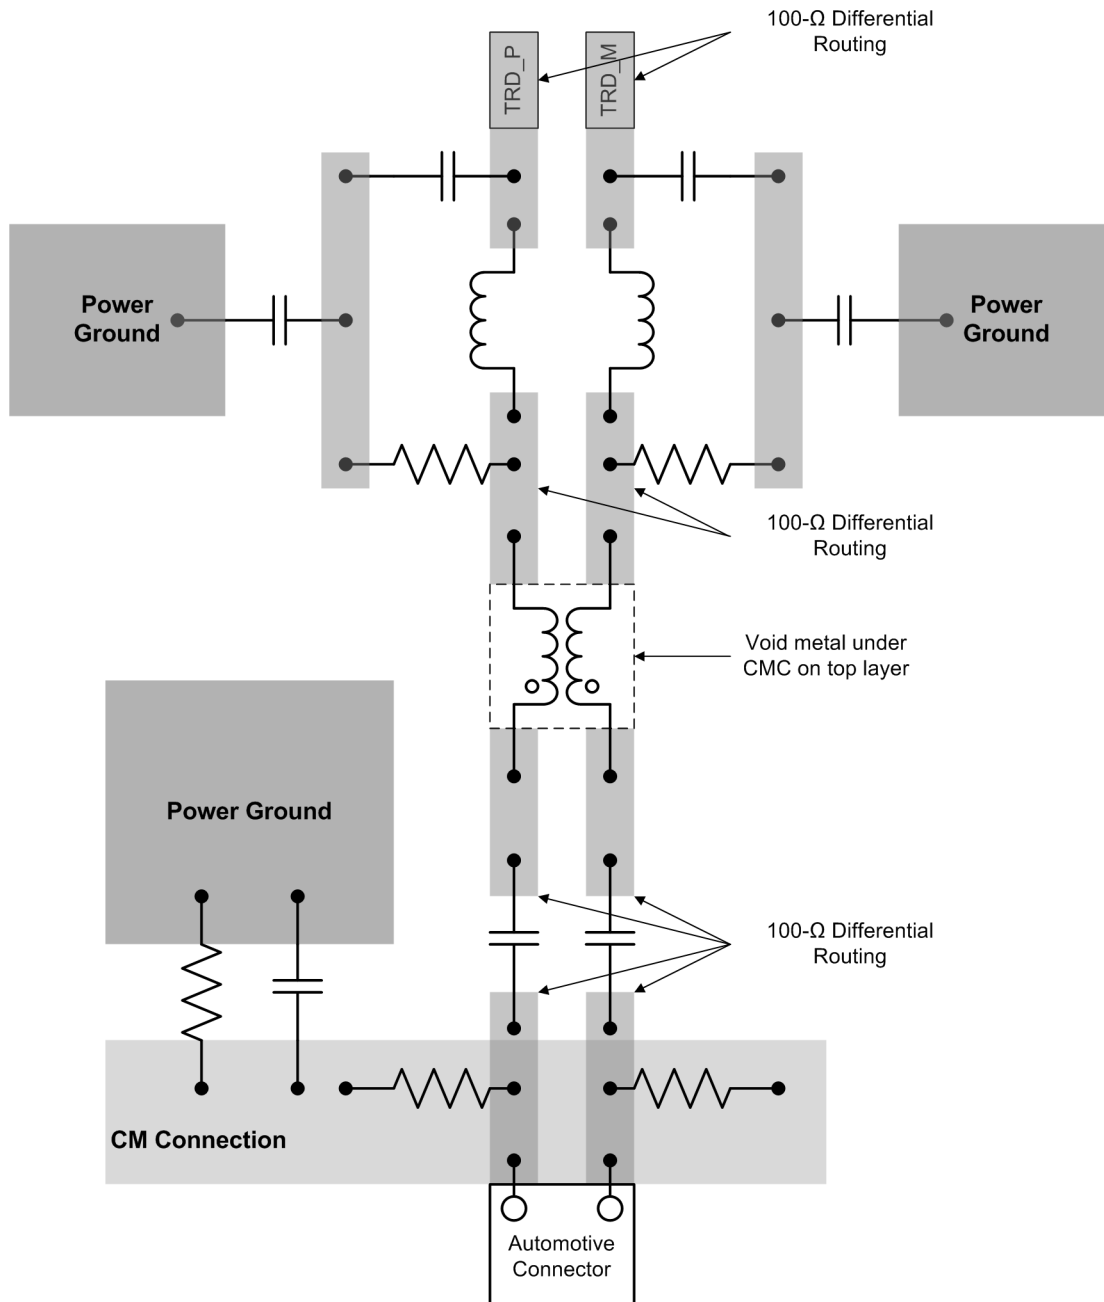 100-Ω Differential
Routing
TRD_P
TRD_M
Power
Ground
Power
Ground
100-Ω Differential
Routing
Void metal under
CMC on top layer
Power Ground
100-Ω Differential
Routing
CM Connection
Automotive
Connector